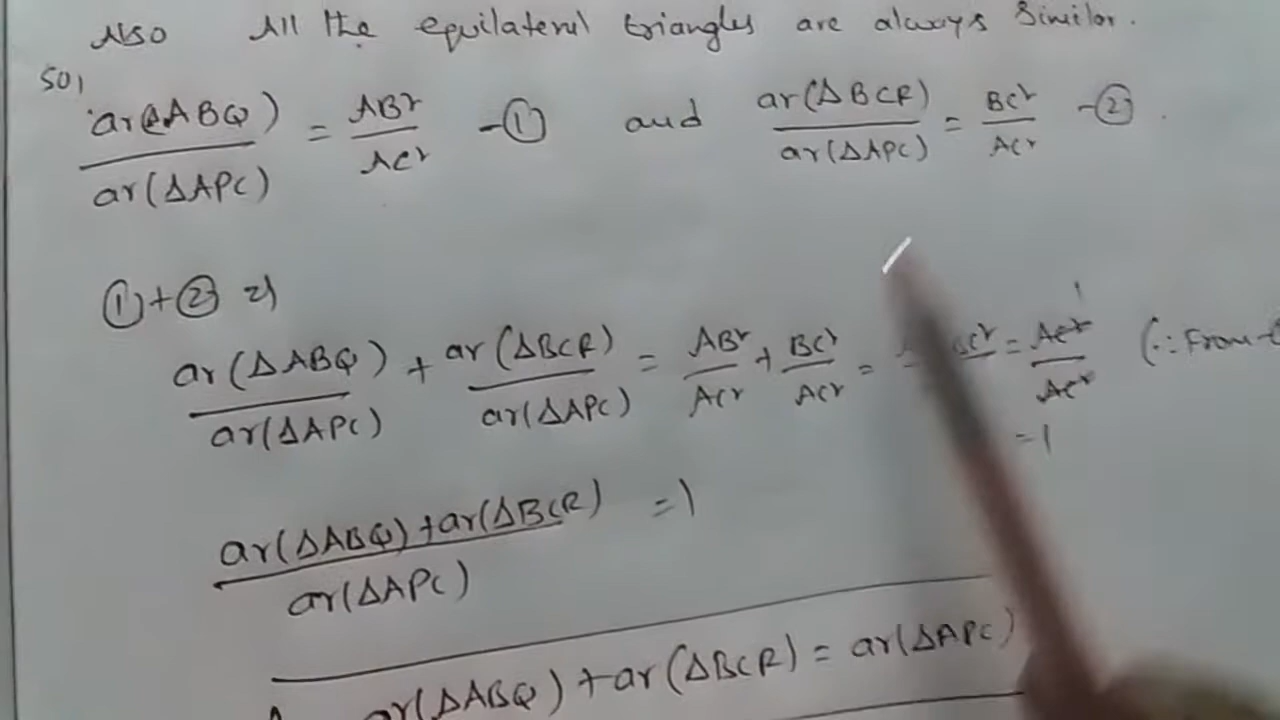 Also All the equilateral triangles are always Similar.
So,
ar(ΔABQ)/ar(ΔAPC) = AB²/AC² -① and ar(ΔBCR)/ar(ΔAPC) = BC²/AC² -②.
①+② ⇒
ar(ΔABQ)/ar(ΔAPC) + ar(ΔBCR)/ar(ΔAPC) = AB²/AC² + BC²/AC² = BC² = AC²/AC² 1 (∵ From
=1
ar(ΔABQ)+ar(ΔBCR)/ar(ΔAPC) =1
ar(ΔABQ)+ar(ΔBCR) = ar(ΔAPC)